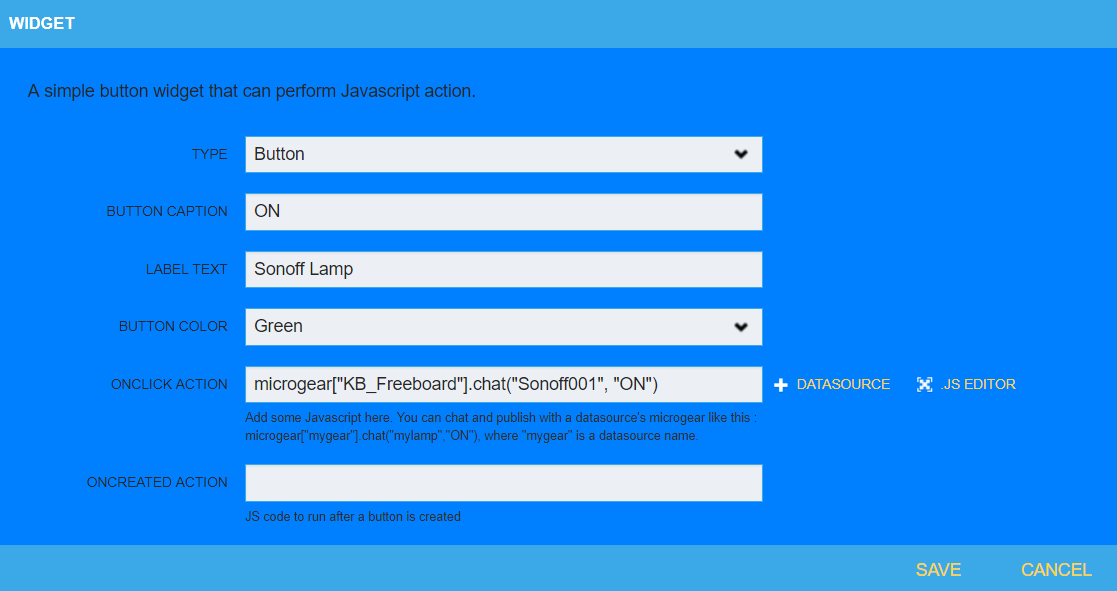 WIDGET
A simple button widget that can perform Javascript action.
TYPE Button
BUTTON CAPTION ON
LABEL TEXT Sonoff Lamp
BUTTON COLOR Green
ONCLICK ACTION microgear["KB_Freeboard"].chat("Sonoff001", "ON") DATASOURCE .JS EDITOR
Add some Javascript here. You can chat and publish with a datasource's microgear like this :
microgear["mygear"].chat("mylamp","ON"), where "mygear" is a datasource name.
ONCREATED ACTION
JS code to run after a button is created
SAVE CANCEL